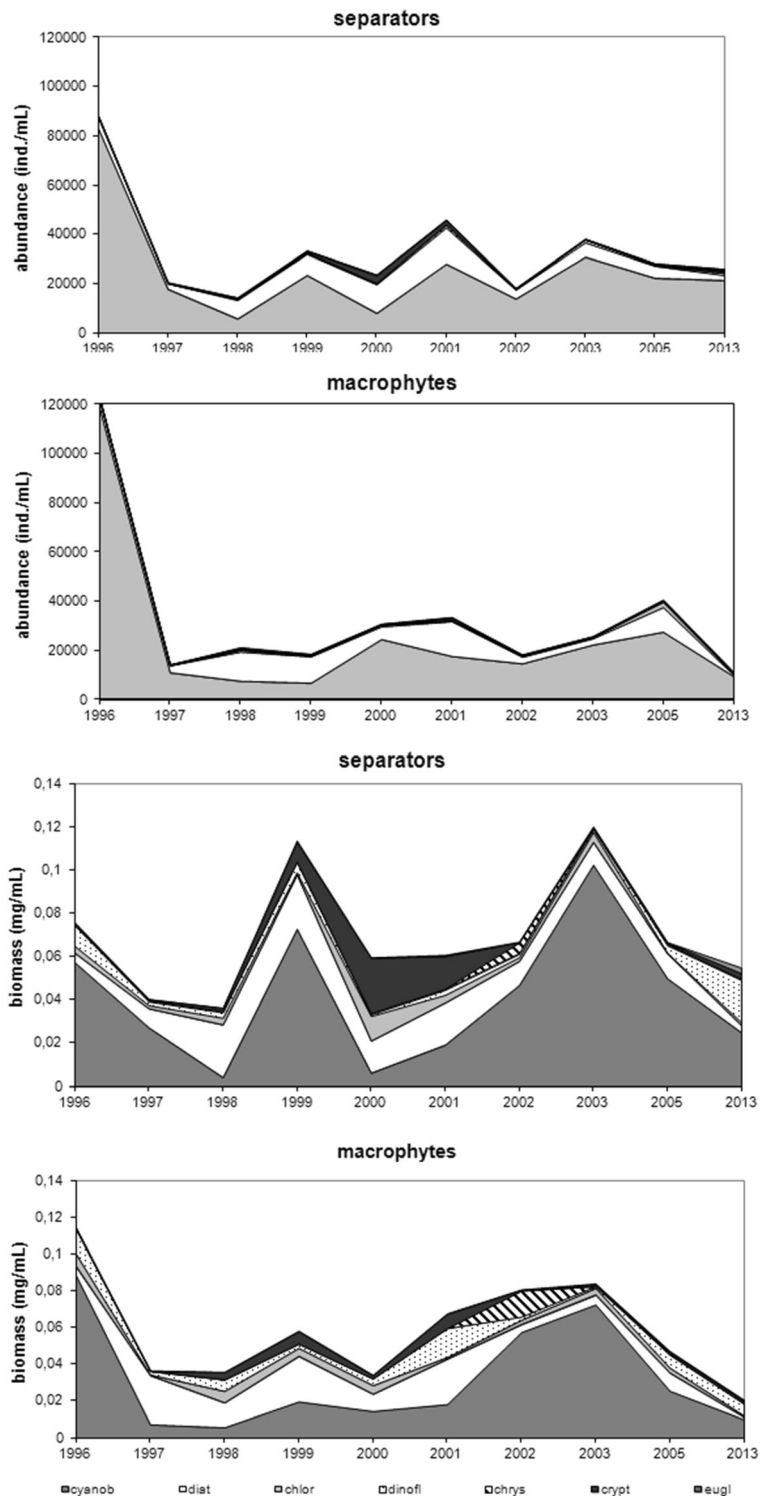 separators
abundance (ind./mL)
120000
100000
80000
60000
40000
20000
0
1996 1997 1998 1999 2000 2001 2002 2003 2005 2013
macrophytes
abundance (ind./mL)
120000
100000
80000
60000
40000
20000
0
1996 1997 1998 1999 2000 2001 2002 2003 2005 2013
separators
biomass (mg/mL)
0,14
0,12
0,1
0,08
0,06
0,04
0,02
0
1996 1997 1998 1999 2000 2001 2002 2003 2005 2013
macrophytes
biomass (mg/mL)
0,14
0,12
0,1
0,08
0,06
0,04
0,02
0
1996 1997 1998 1999 2000 2001 2002 2003 2005 2013
cyanob diat chlor dinofl chrys crypt eugl